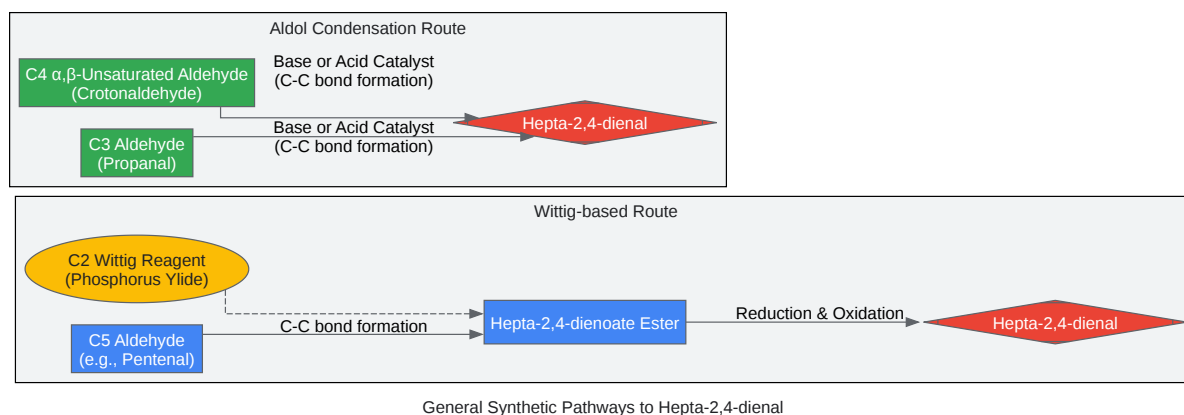 Aldol Condensation Route
C4 α,β-Unsaturated Aldehyde
(Crotonaldehyde)
Base or Acid Catalyst
(C-C bond formation)
C3 Aldehyde
(Propanal)
Base or Acid Catalyst
(C-C bond formation)
Hepta-2,4-dienal
Wittig-based Route
C2 Wittig Reagent
(Phosphorus Ylide)
C5 Aldehyde
(e.g., Pentenal)
C-C bond formation
Hepta-2,4-dienoate Ester
Reduction & Oxidation
Hepta-2,4-dienal
General Synthetic Pathways to Hepta-2,4-dienal